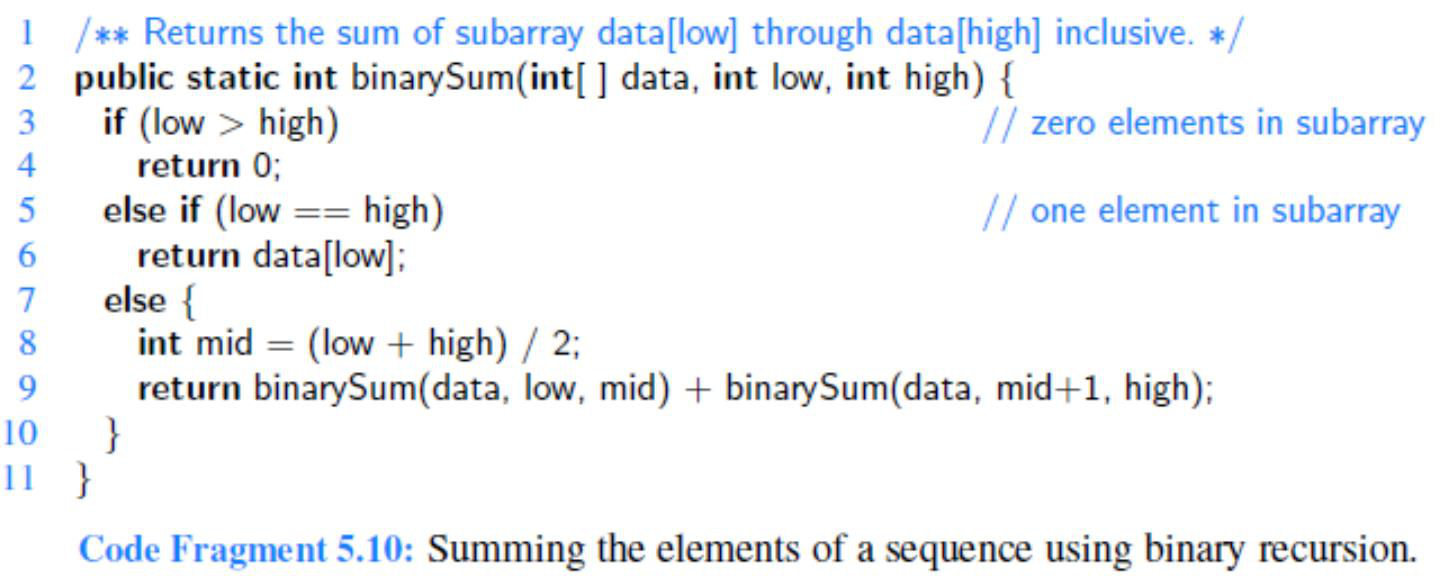 1 /** Returns the sum of subarray data[low] through data[high] inclusive. */
2 public static int binarySum(int[ ] data, int low, int high) {
3 if (low > high) // zero elements in subarray
4 return 0;
5 else if (low == high) // one element in subarray
6 return data[low];
7 else {
8 int mid = (low + high) / 2;
9 return binarySum(data, low, mid) + binarySum(data, mid+1, high);
10 }
11 }
Code Fragment 5.10: Summing the elements of a sequence using binary recursion.